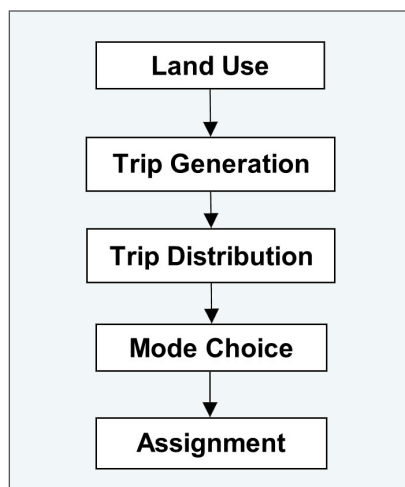 Land Use
Trip Generation
Trip Distribution
Mode Choice
Assignment